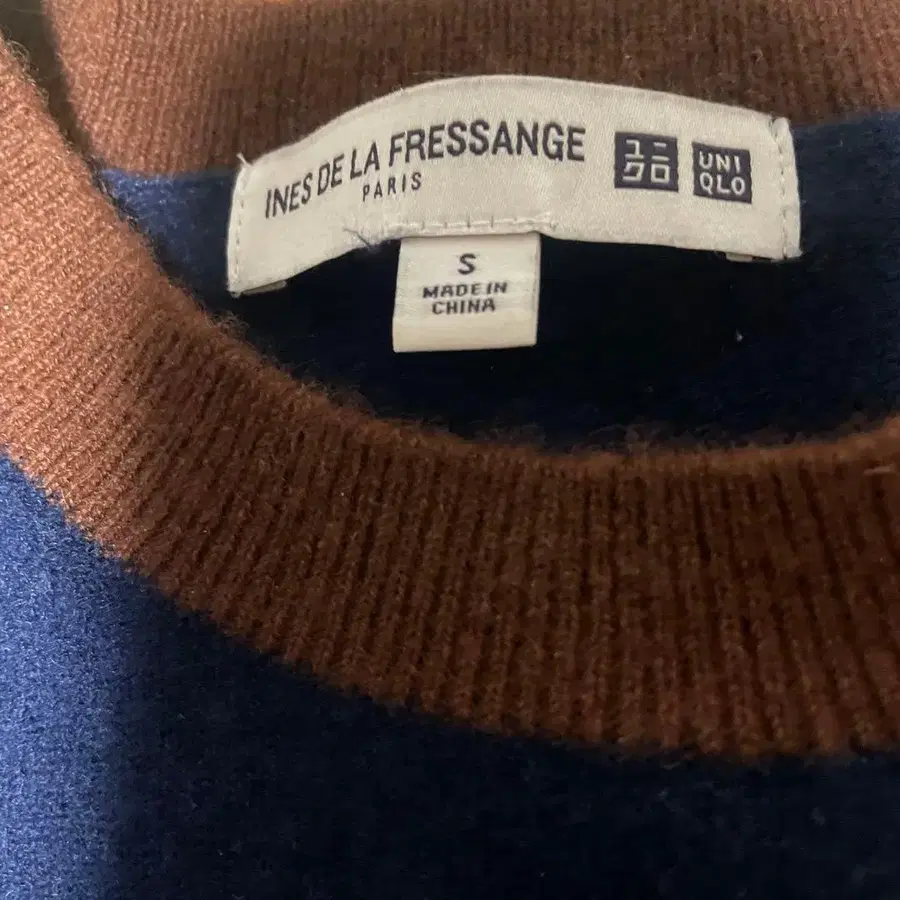 INES DE LA FRESSANGE
PARIS
ユニ
クロ
UNI
QLO
S
MADE IN
CHINA